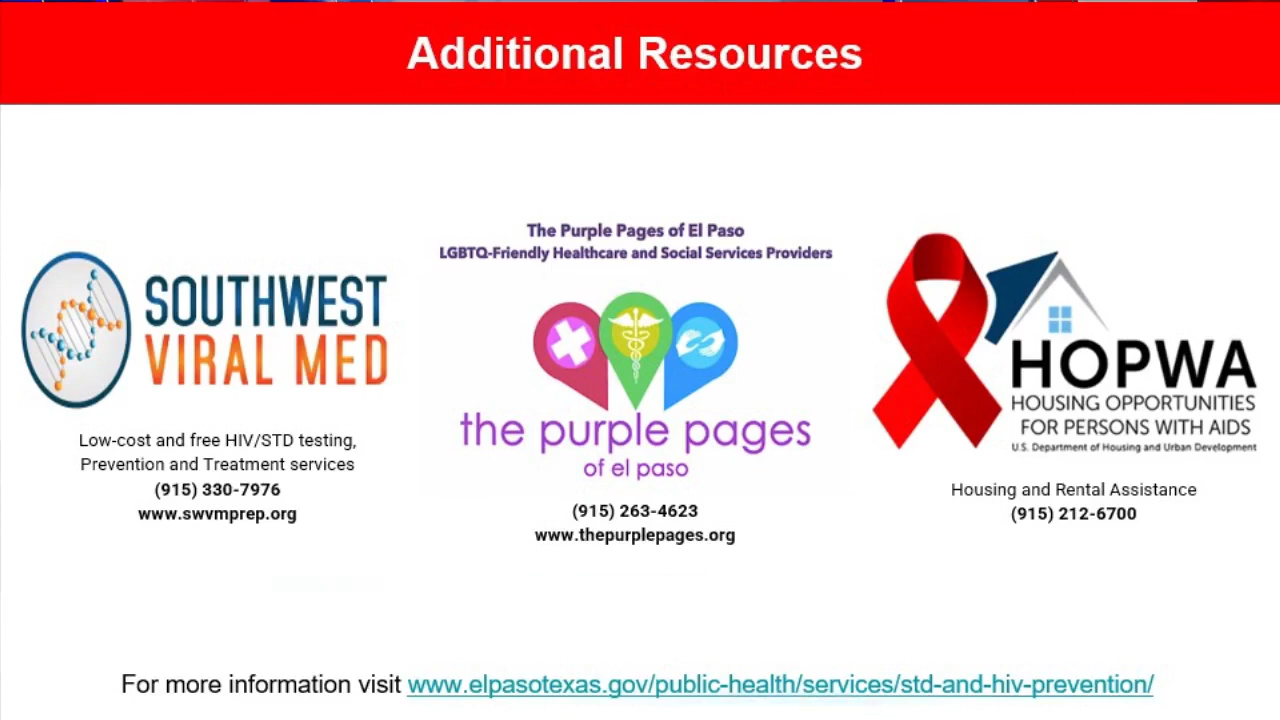 Additional Resources
SOUTHWEST
VIRAL MED
Low-cost and free HIV/STD testing,
Prevention and Treatment services
(915) 330-7976
www.swvmprep.org
The Purple Pages of El Paso
LGBTQ-Friendly Healthcare and Social Services Providers
the purple pages
of el paso
(915) 263-4623
www.thepurplepages.org
HOPWA
HOUSING OPPORTUNITIES
FOR PERSONS WITH AIDS
U.S. Department of Housing and Urban Development
Housing and Rental Assistance
(915) 212-6700
For more information visit www.elpasotexas.gov/public-health/services/std-and-hiv-prevention/